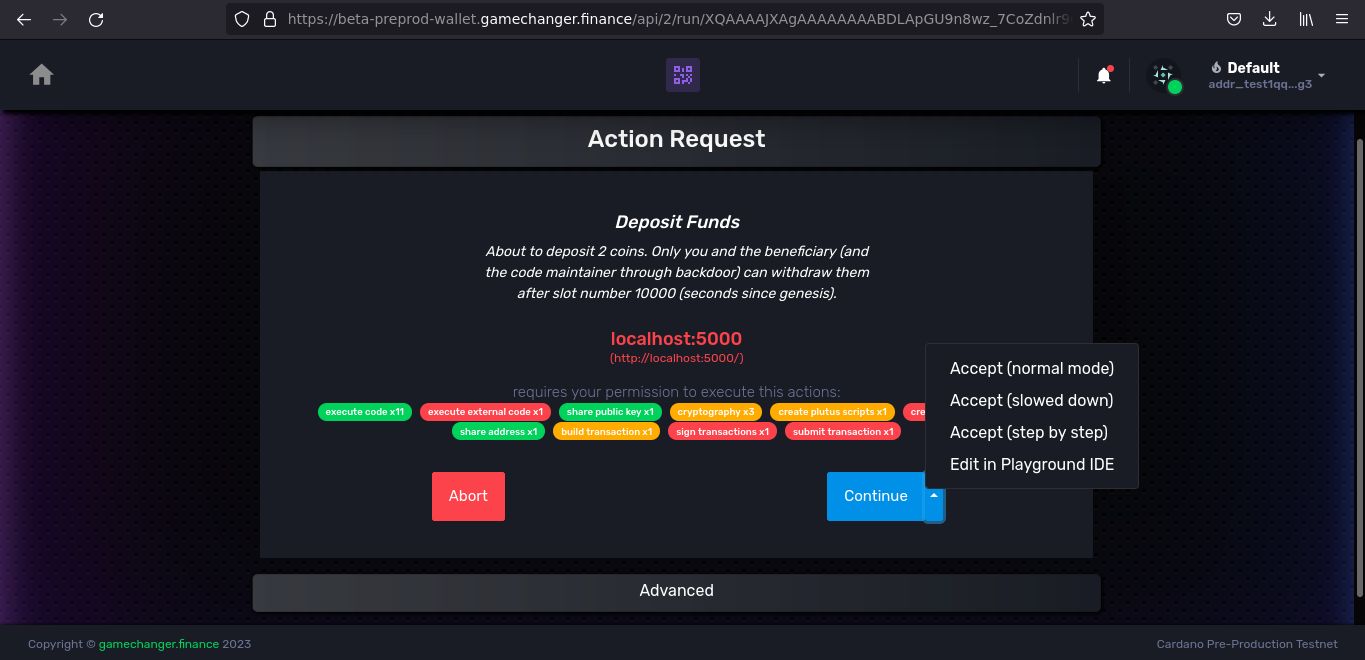 https://beta-preprod-wallet.gamechanger.finance/api/2/run/XQAAAAJXAgAAAAAAAABDLApGU9n8wz_7CoZdnlr9
Default
addr_test1qq...g3
Action Request
Deposit Funds
About to deposit 2 coins. Only you and the beneficiary (and
the code maintainer through backdoor) can withdraw them
after slot number 10000 (seconds since genesis).
localhost:5000
(http://localhost:5000/)
requires your permission to execute this actions:
execute code x11 execute external code x1 share public key x1 cryptography x3 create plutus scripts x1 cre
share address x1 build transaction x1 sign transactions x1 submit transaction x1
Accept (normal mode)
Accept (slowed down)
Accept (step by step)
Edit in Playground IDE
Abort
Continue
Advanced
Copyright © gamechanger.finance 2023
Cardano Pre-Production Testnet